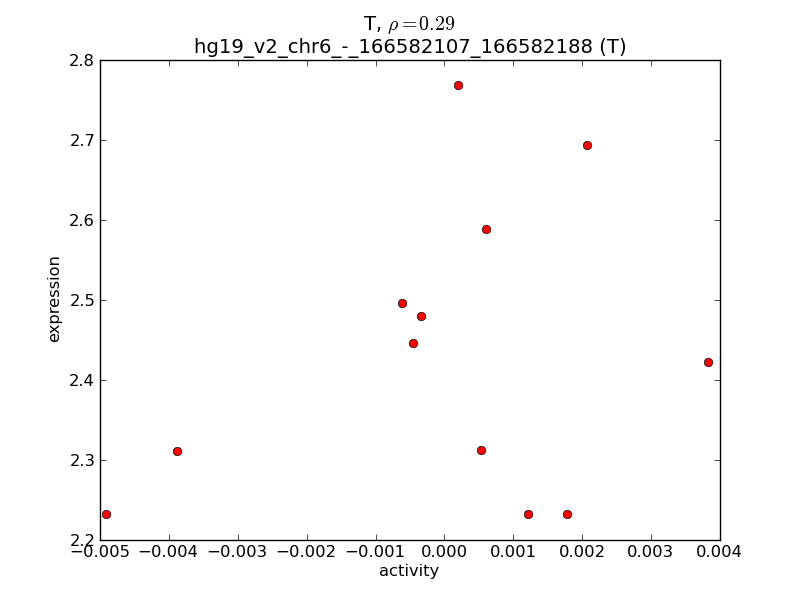 T, ρ=0.29
hg19_v2_chr6_-_166582107_166582188 (T)
2.8
2.7
2.6
2.5
2.4
2.3
2.2
expression
−0.005 −0.004 −0.003 −0.002 −0.001 0.000 0.001 0.002 0.003 0.004
activity